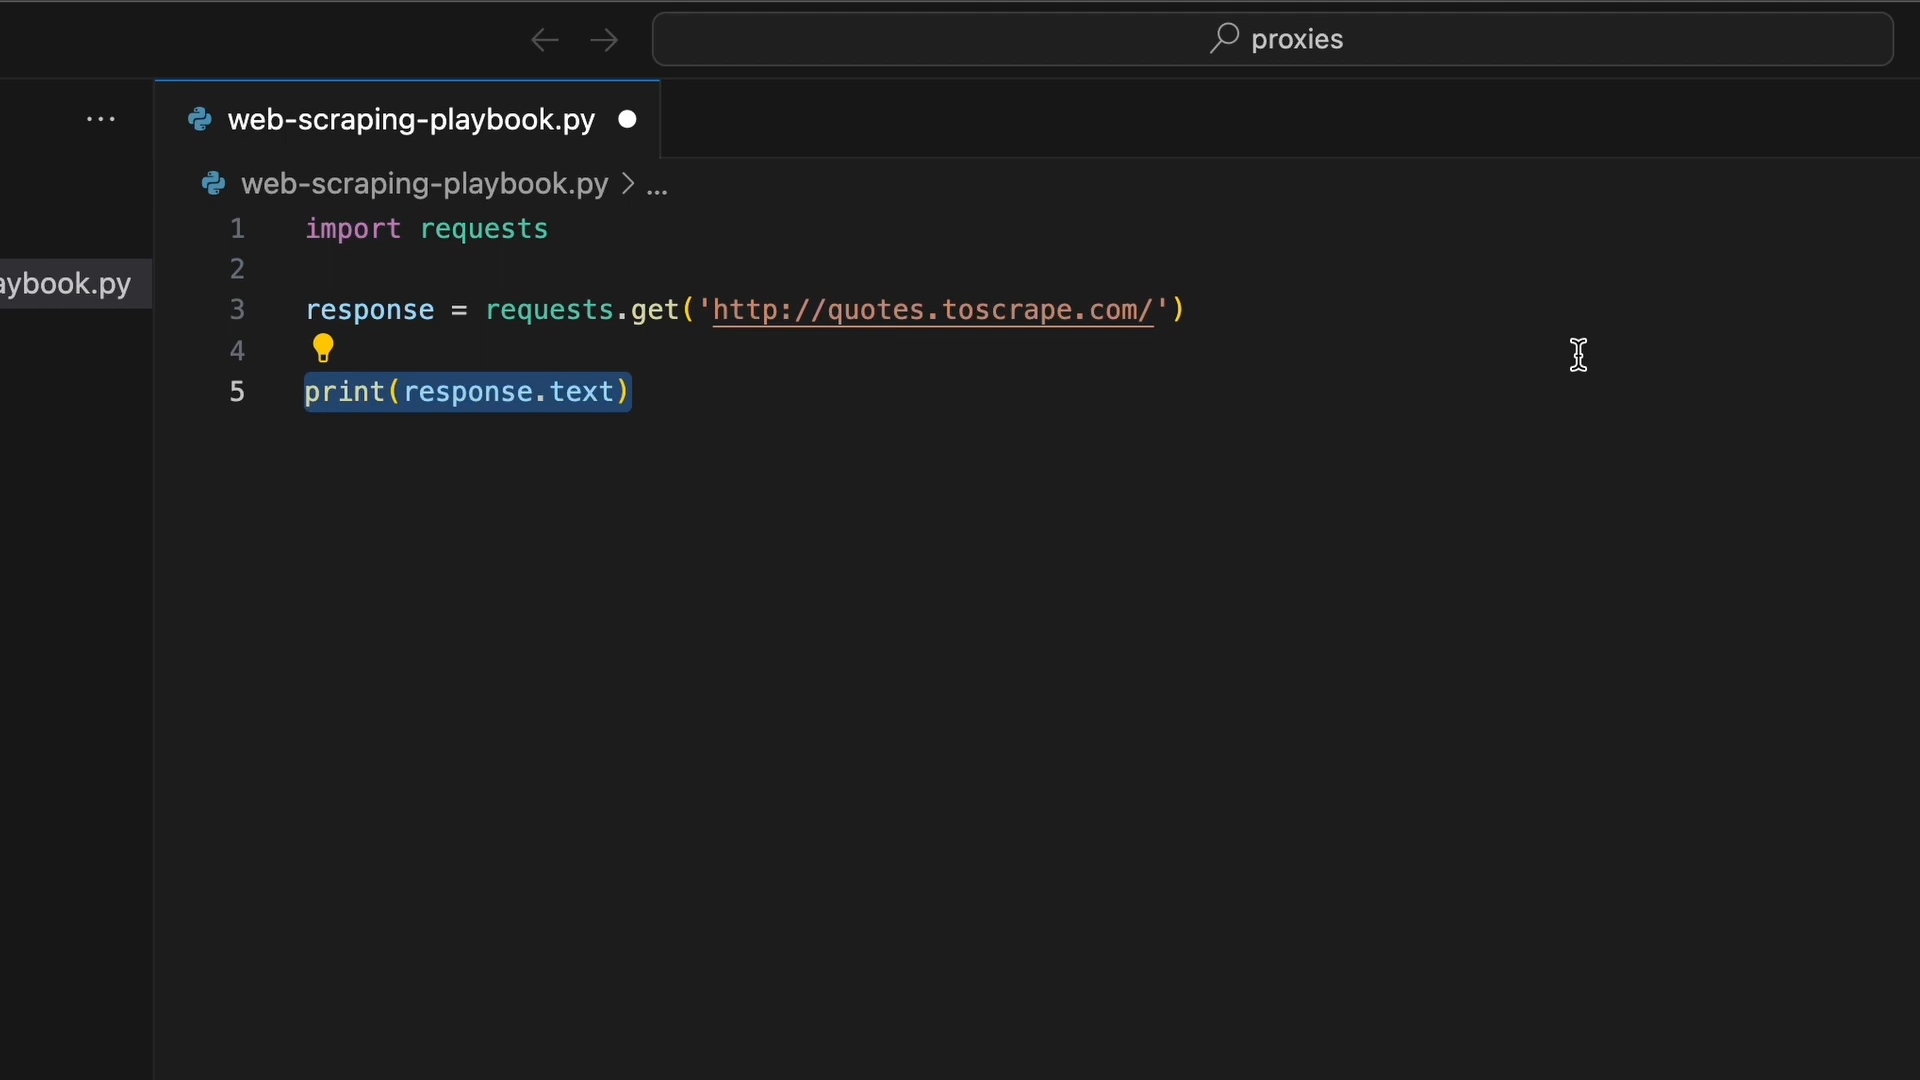 proxies
...
web-scraping-playbook.py
web-scraping-playbook.py > ...
aybook.py
1 import requests
2
3 response = requests.get('http://quotes.toscrape.com/')
4
5 print(response.text)